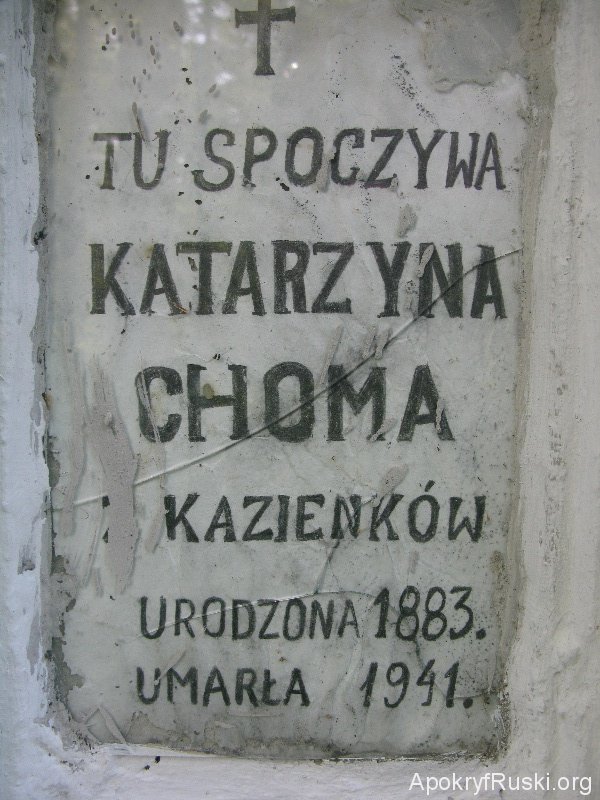 TU SPOCZYWA
KATARZYNA
CHOMA
KAZIENKÓW
URODZONA 1883.
UMARŁA 1941.
ApokryfRuski.org